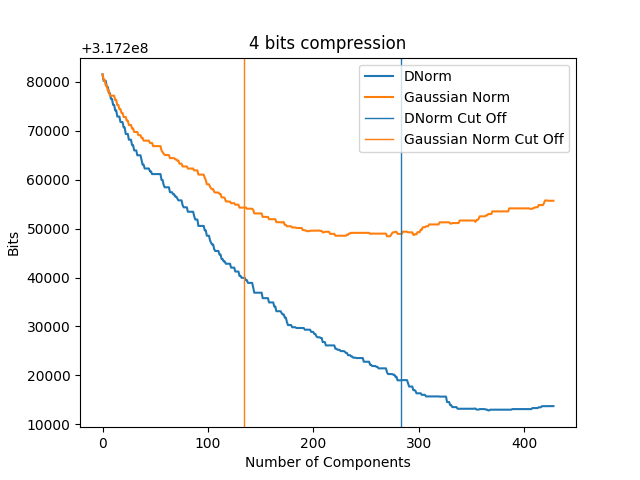 4 bits compression
+3.172e8
80000
70000
60000
50000
40000
30000
20000
10000
Bits
DNorm
Gaussian Norm
DNorm Cut Off
Gaussian Norm Cut Off
0 100 200 300 400
Number of Components